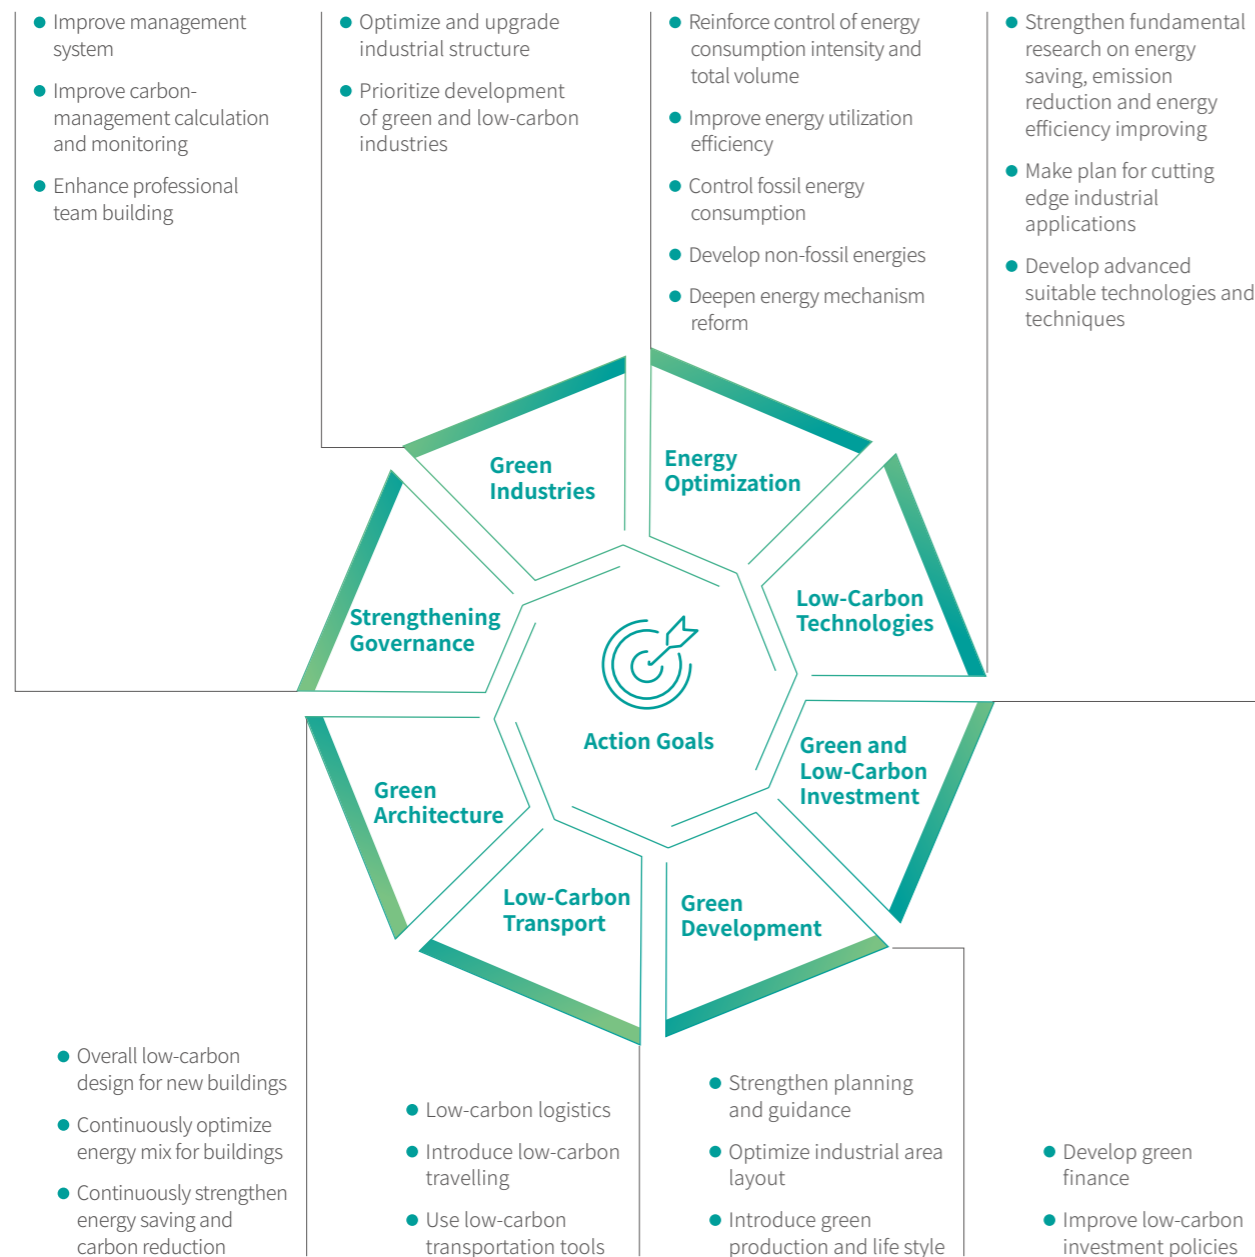 Improve management
system
Improve carbon-
management calculation
and monitoring
Enhance professional
team building
Optimize and upgrade
industrial structure
Prioritize development
of green and low-carbon
industries
Reinforce control of energy
consumption intensity and
total volume
Improve energy utilization
efficiency
Control fossil energy
consumption
Develop non-fossil energies
Deepen energy mechanism
reform
Strengthen fundamental
research on energy
saving, emission
reduction and energy
efficiency improving
Make plan for cutting
edge industrial
applications
Develop advanced
suitable technologies and
techniques
Green
Industries
Energy
Optimization
Strengthening
Governance
Low-Carbon
Technologies
Action Goals
Green and
Low-Carbon
Investment
Green
Architecture
Low-Carbon
Transport
Green
Development
Overall low-carbon
design for new buildings
Continuously optimize
energy mix for buildings
Continuously strengthen
energy saving and
carbon reduction
Low-carbon logistics
Introduce low-carbon
travelling
Use low-carbon
transportation tools
Strengthen planning
and guidance
Optimize industrial area
layout
Introduce green
production and life style
Develop green
finance
Improve low-carbon
investment policies